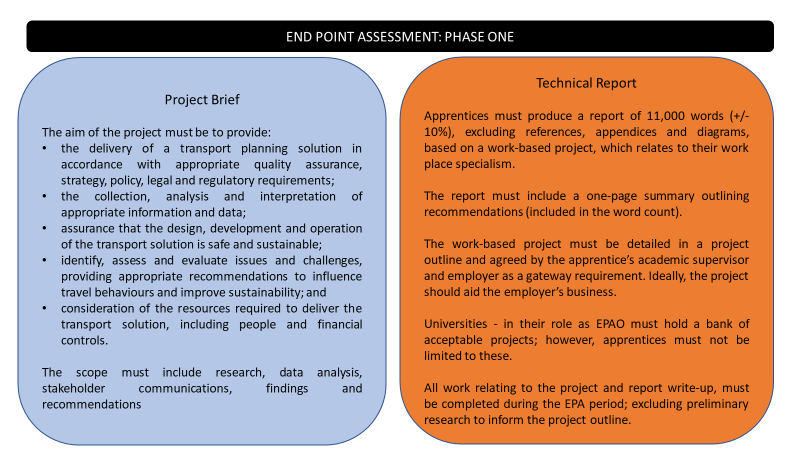 END POINT ASSESSMENT: PHASE ONE
Project Brief
The aim of the project must be to provide:
• the delivery of a transport planning solution in
accordance with appropriate quality assurance,
strategy, policy, legal and regulatory requirements;
• the collection, analysis and interpretation of
appropriate information and data;
• assurance that the design, development and operation
of the transport solution is safe and sustainable;
• identify, assess and evaluate issues and challenges,
providing appropriate recommendations to influence
travel behaviours and improve sustainability; and
• consideration of the resources required to deliver the
transport solution, including people and financial
controls.
The scope must include research, data analysis,
stakeholder communications, findings and
recommendations
Technical Report
Apprentices must produce a report of 11,000 words (+/-
10%), excluding references, appendices and diagrams,
based on a work-based project, which relates to their work
place specialism.
The report must include a one-page summary outlining
recommendations (included in the word count).
The work-based project must be detailed in a project
outline and agreed by the apprentice's academic supervisor
and employer as a gateway requirement. Ideally, the project
should aid the employer's business.
Universities - in their role as EPAO must hold a bank of
acceptable projects; however, apprentices must not be
limited to these.
All work relating to the project and report write-up, must
be completed during the EPA period; excluding preliminary
research to inform the project outline.